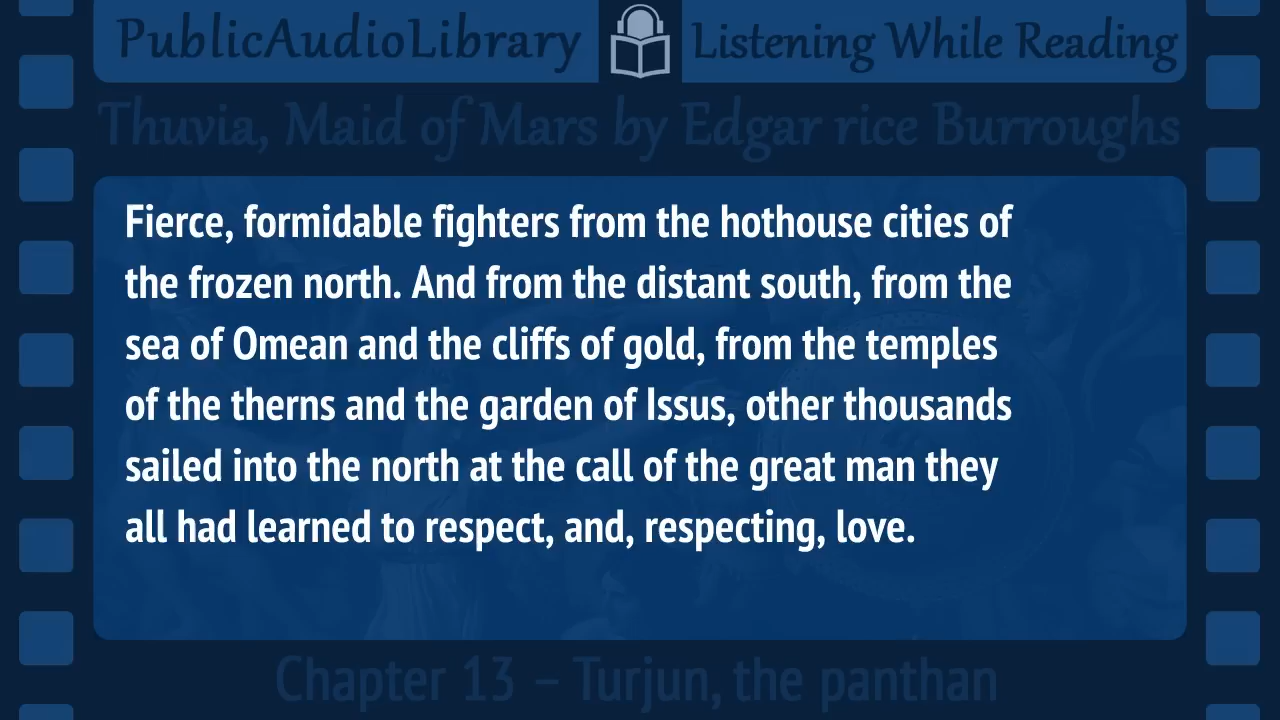 PublicAudioLibrary Listening While Reading
Thuvia, Maid of Mars by Edgar rice Burroughs
Fierce, formidable fighters from the hothouse cities of
the frozen north. And from the distant south, from the
sea of Omean and the cliffs of gold, from the temples
of the therns and the garden of Issus, other thousands
sailed into the north at the call of the great man they
all had learned to respect, and, respecting, love.
Chapter 13 – Turjun, the panthan